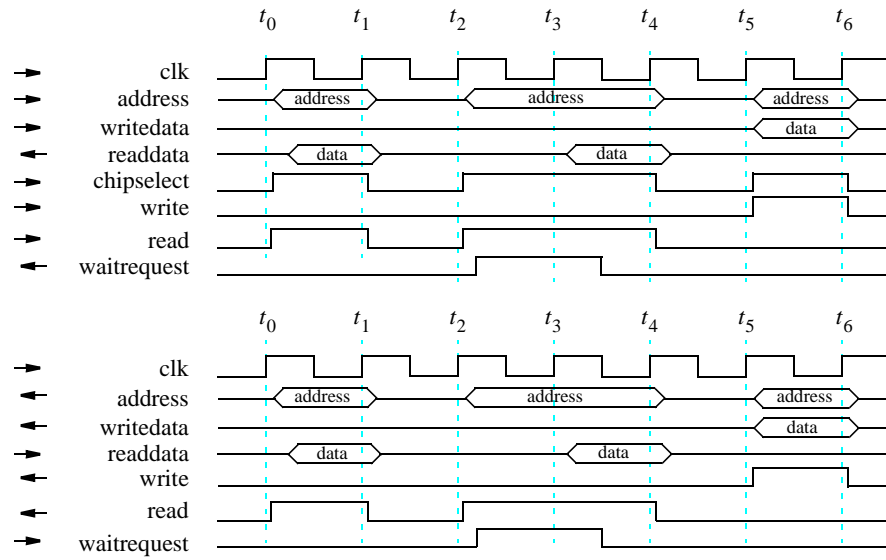 t0 t1 t2 t3 t4 t5 t6
clk
address address address address
writedata data
readdata data data
chipselect
write
read
waitrequest
t0 t1 t2 t3 t4 t5 t6
clk
address address address address
writedata data
readdata data data
write
read
waitrequest